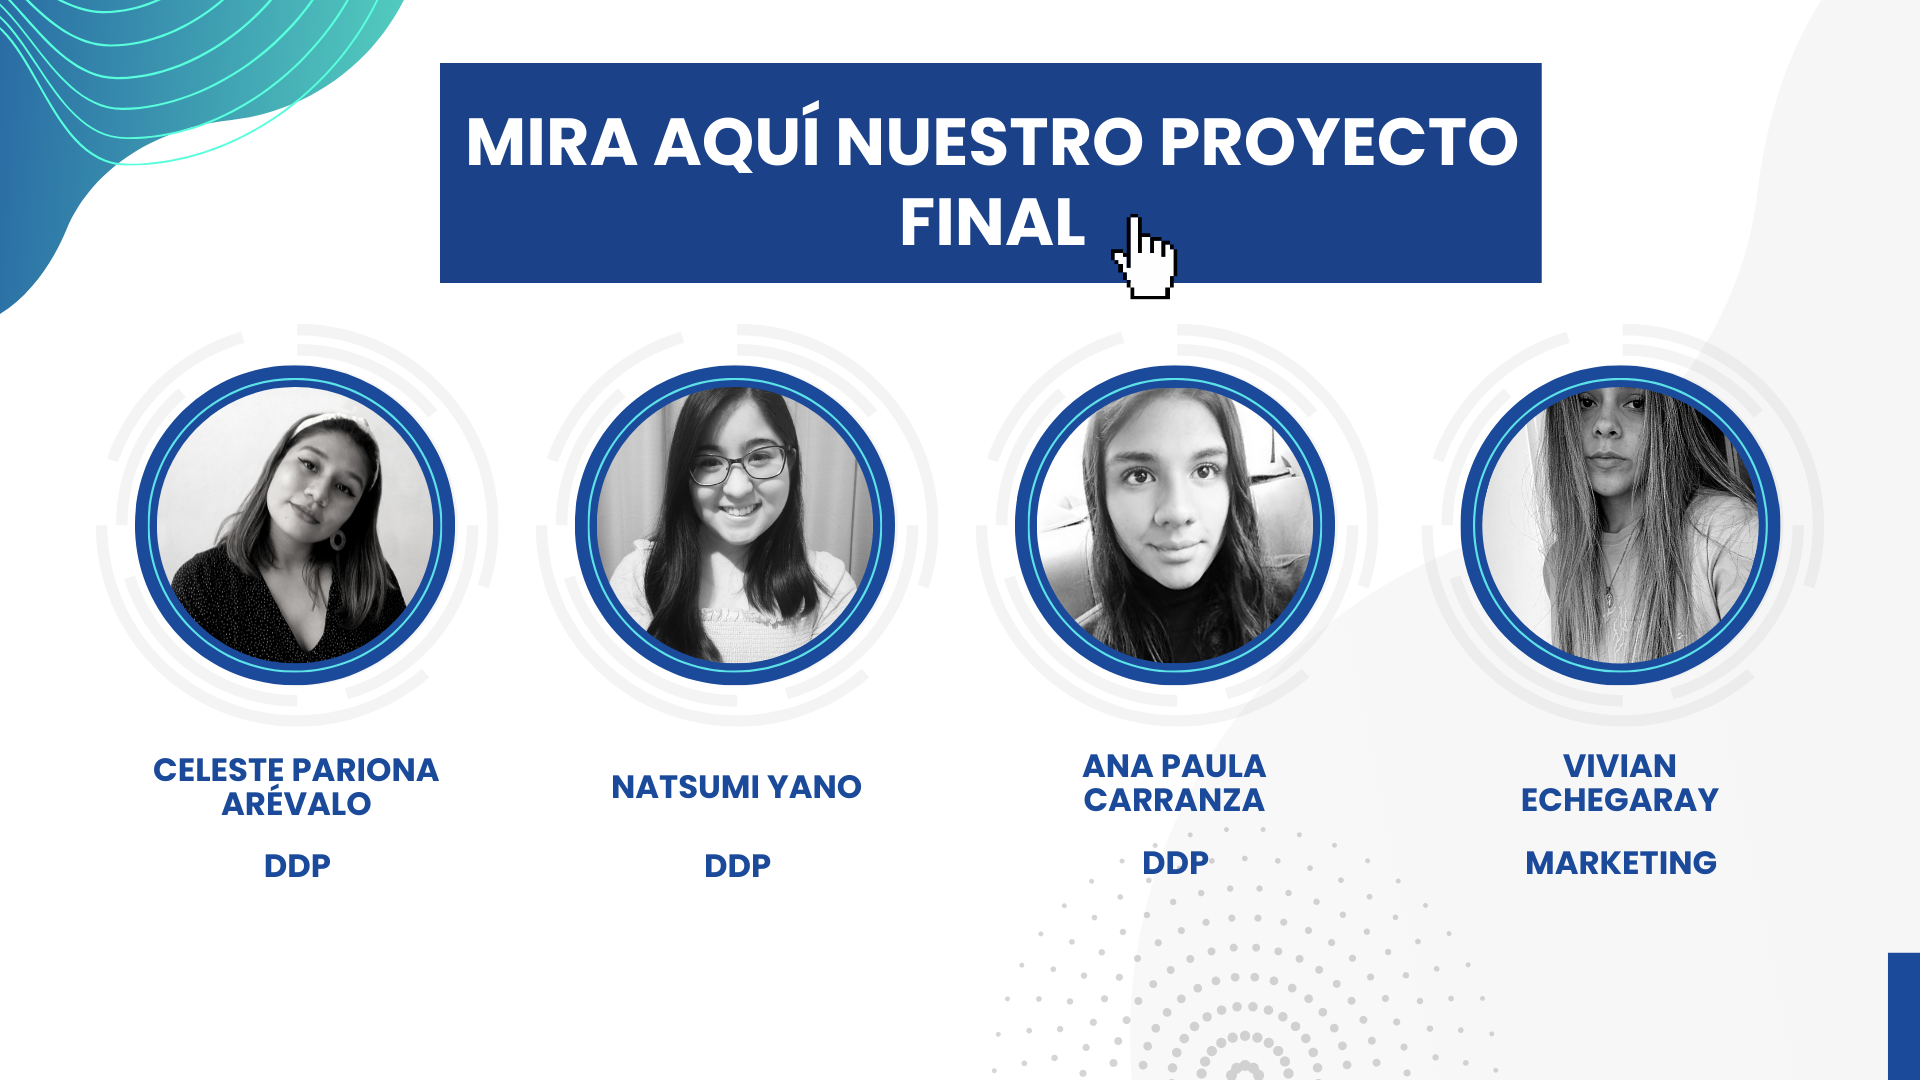 MIRA AQUÍ NUESTRO PROYECTO
FINAL
CELESTE PARIONA
ARÉVALO
DDP
NATSUMI YANO
DDP
ANA PAULA
CARRANZA
DDP
VIVIAN
ECHEGARAY
MARKETING